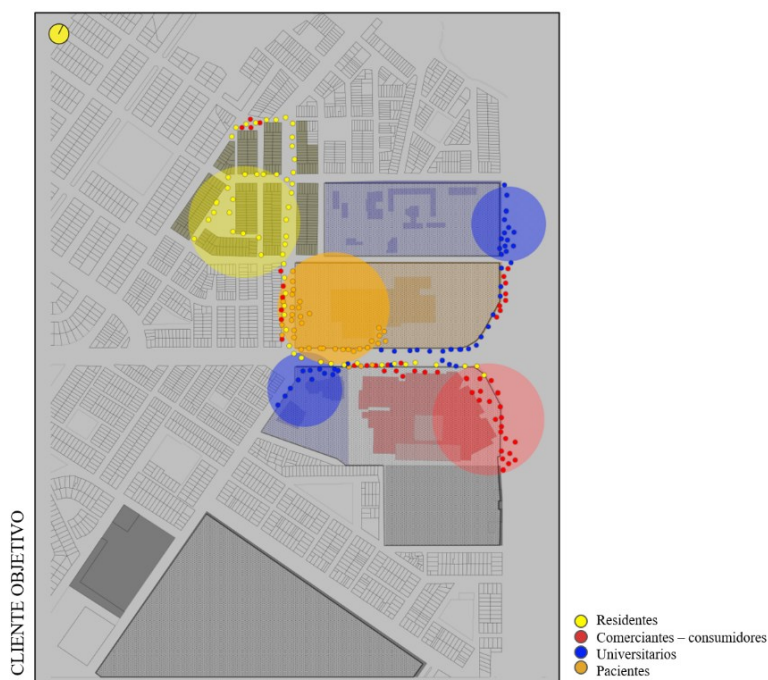 CLIENTE OBJETIVO
Residentes
Comerciantes – consumidores
Universitarios
Pacientes